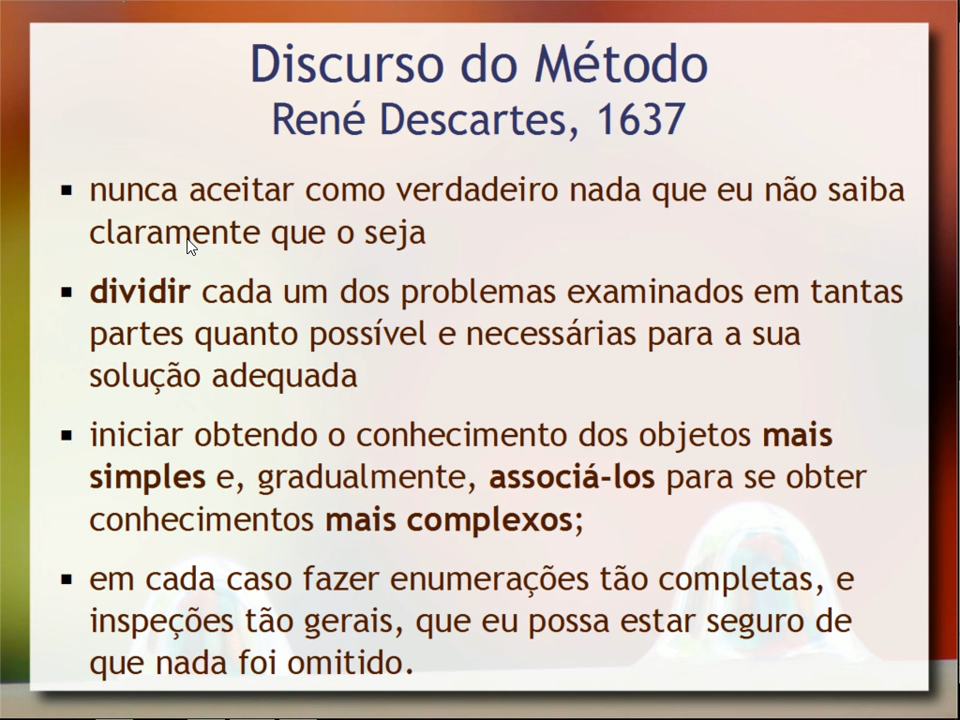 Discurso do Método
René Descartes, 1637
▪ nunca aceitar como verdadeiro nada que eu não saiba
claramente que o seja
▪ dividir cada um dos problemas examinados em tantas
partes quanto possível e necessárias para a sua
solução adequada
▪ iniciar obtendo o conhecimento dos objetos mais
simples e, gradualmente, associá-los para se obter
conhecimentos mais complexos;
▪ em cada caso fazer enumerações tão completas, e
inspeções tão gerais, que eu possa estar seguro de
que nada foi omitido.